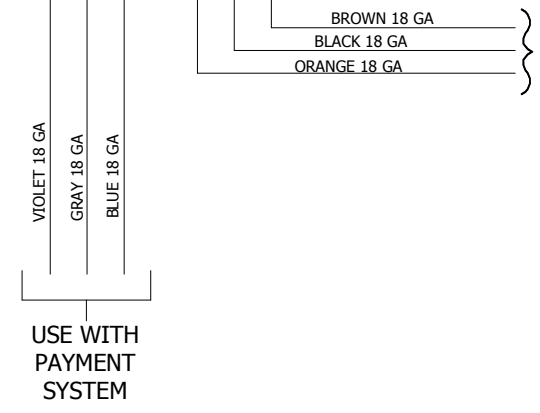 BROWN 18 GA
BLACK 18 GA
ORANGE 18 GA
VIOLET 18 GA
GRAY 18 GA
BLUE 18 GA
USE WITH
PAYMENT
SYSTEM